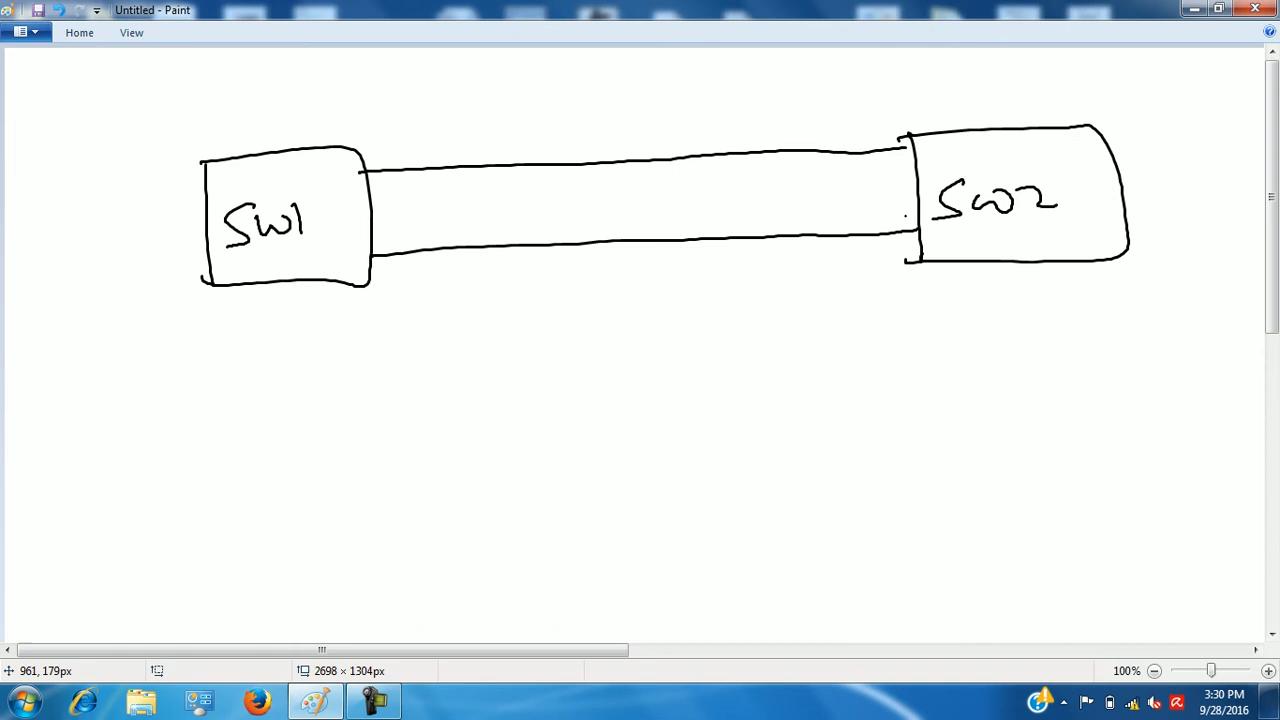 Untitled - Paint
Home View
SW1
SW2
961, 179px
2698 × 1304px
100%
3:30 PM
9/28/2016